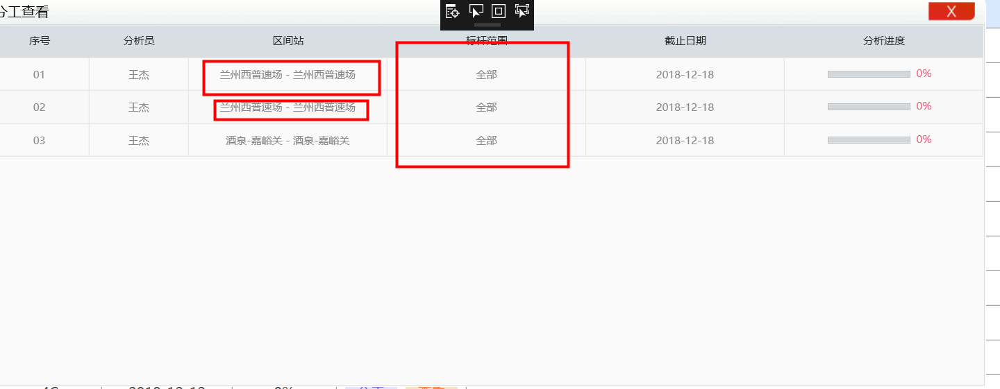 分工查看
X
序号 分析员 区间站 标杆范围 截止日期 分析进度
01 王杰 兰州西普速场 - 兰州西普速场 全部 2018-12-18 0%
02 王杰 兰州西普速场 - 兰州西普速场 全部 2018-12-18 0%
03 王杰 酒泉-嘉峪关 - 酒泉-嘉峪关 全部 2018-12-18 0%